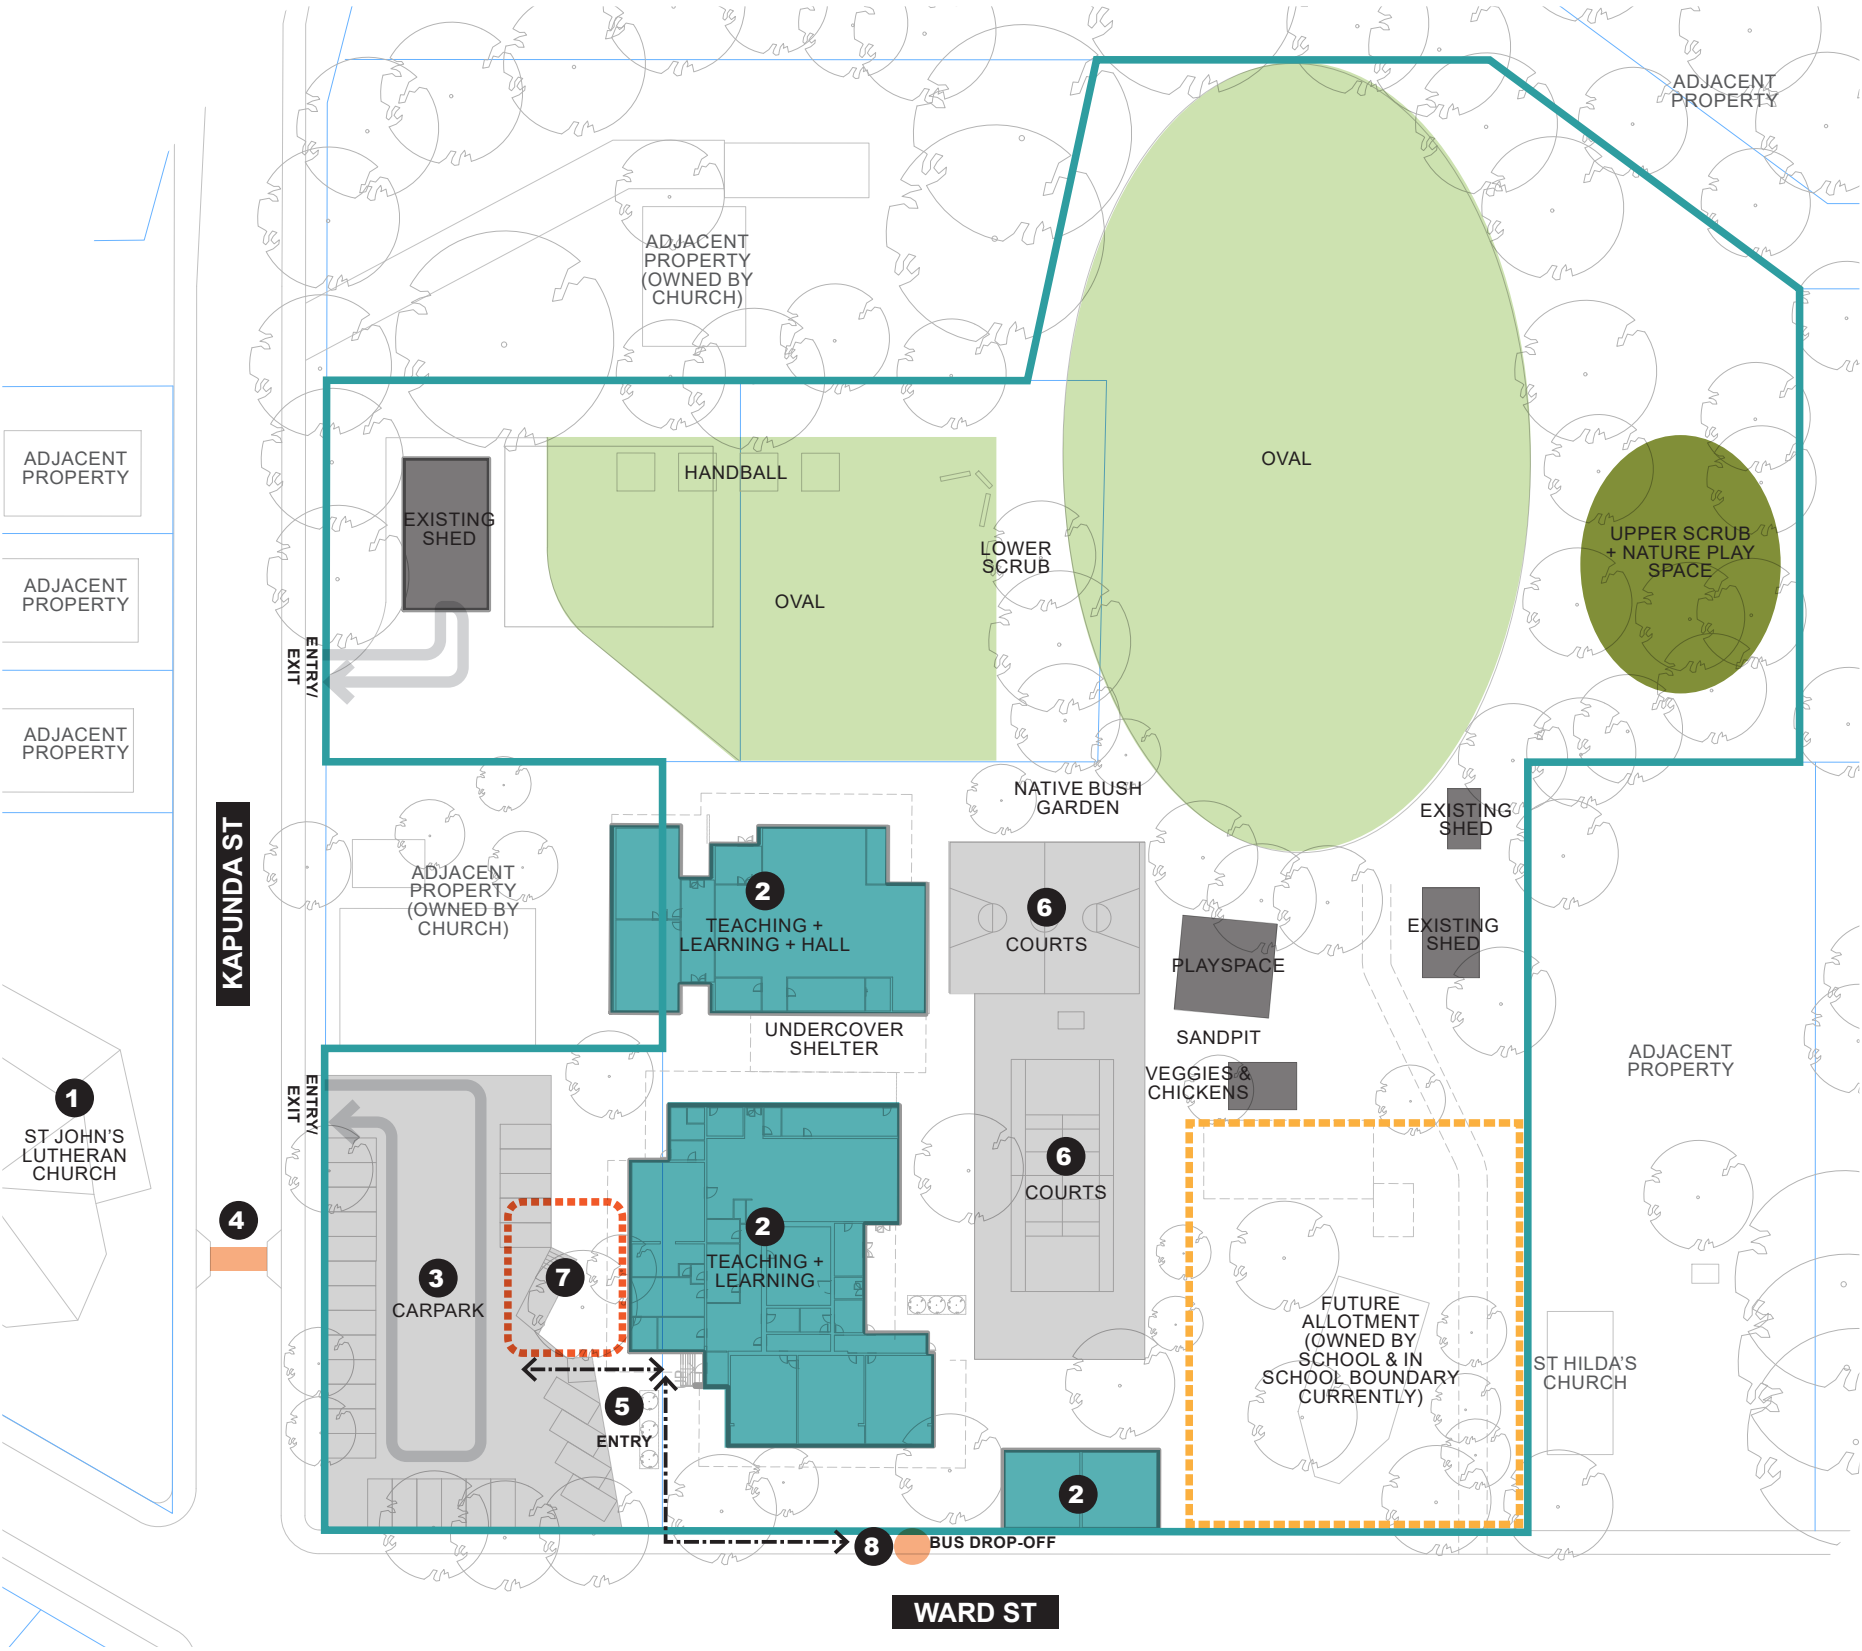 ADJACENT
PROPERTY
ADJACENT
PROPERTY
(OWNED BY
CHURCH)
ADJACENT
PROPERTY
HANDBALL
OVAL
EXISTING
SHED
UPPER SCRUB
+ NATURE PLAY
SPACE
LOWER
SCRUB
ADJACENT
PROPERTY
OVAL
ENTRY/
EXIT
ADJACENT
PROPERTY
NATIVE BUSH
GARDEN
EXISTING
SHED
KAPUNDA ST
ADJACENT
PROPERTY
(OWNED BY
CHURCH)
2
TEACHING +
LEARNING + HALL
6
COURTS
EXISTING
SHED
PLAYSPACE
UNDERCOVER
SHELTER
SANDPIT
ADJACENT
PROPERTY
VEGGIES &
CHICKENS
ENTRY/
EXIT
1
ST JOHN'S
LUTHERAN
CHURCH
6
COURTS
4
2
TEACHING +
LEARNING
3
CARPARK
7
FUTURE
ALLOTMENT
(OWNED BY
SCHOOL & IN
SCHOOL BOUNDARY
CURRENTLY)
ST HILDA'S
CHURCH
5
ENTRY
2
8
BUS DROP-OFF
WARD ST